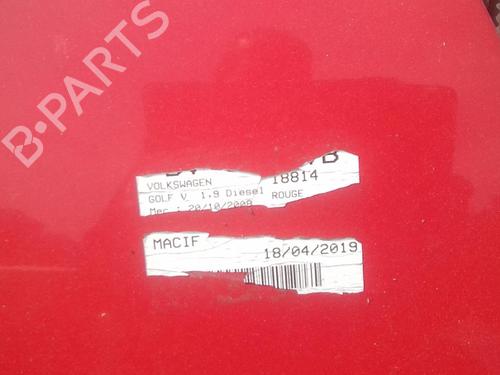 B-PARTS
VOLKSWAGEN 18814
GOLF V 1.9 Diesel ROUGE
Mec : 20/10/2008
MACIF 18/04/2019